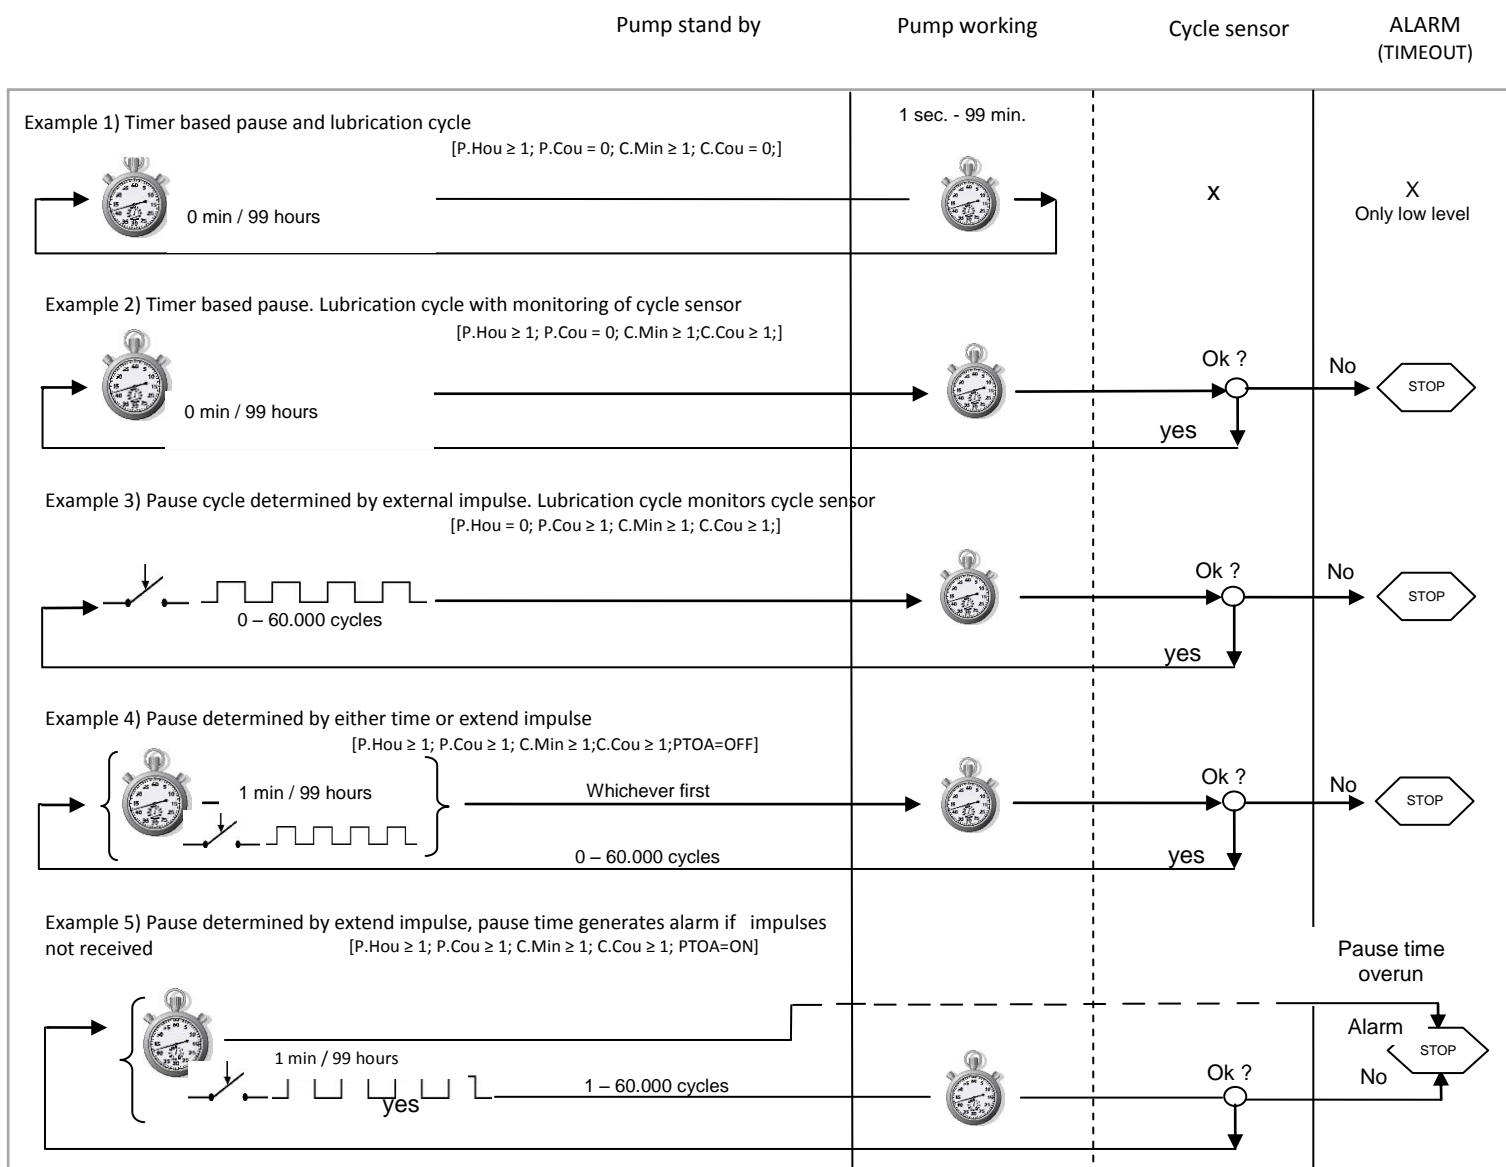 Pump stand by
Pump working
Cycle sensor
ALARM
(TIMEOUT)
Example 1) Timer based pause and lubrication cycle
1 sec. - 99 min.
[P.Hou ≥ 1; P.Cou = 0; C.Min ≥ 1; C.Cou = 0;]
0 min / 99 hours
x
X
Only low level
Example 2) Timer based pause. Lubrication cycle with monitoring of cycle sensor
[P.Hou ≥ 1; P.Cou = 0; C.Min ≥ 1;C.Cou ≥ 1;]
0 min / 99 hours
Ok ?
No
STOP
yes
Example 3) Pause cycle determined by external impulse. Lubrication cycle monitors cycle sensor
[P.Hou = 0; P.Cou ≥ 1; C.Min ≥ 1; C.Cou ≥ 1;]
0 – 60.000 cycles
Ok ?
No
STOP
yes
Example 4) Pause determined by either time or extend impulse
[P.Hou ≥ 1; P.Cou ≥ 1; C.Min ≥ 1;C.Cou ≥ 1;PTOA=OFF]
1 min / 99 hours
Whichever first
Ok ?
No
STOP
0 – 60.000 cycles
yes
Example 5) Pause determined by extend impulse, pause time generates alarm if impulses
not received
[P.Hou ≥ 1; P.Cou ≥ 1; C.Min ≥ 1; C.Cou ≥ 1; PTOA=ON]
Pause time
overun
Alarm
STOP
1 min / 99 hours
1 – 60.000 cycles
Ok ?
No
yes